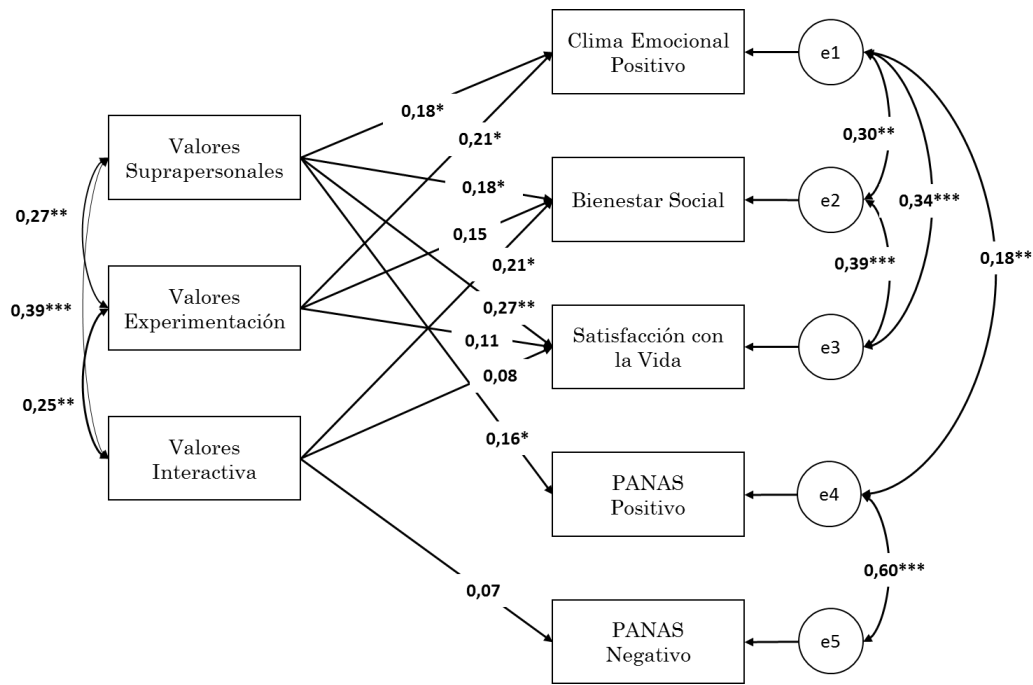 Clima Emocional
Positivo
e1
0,18*
0,21*
0,30**
Valores
Suprapersonales
0,18*
Bienestar Social
e2
0,34***
0,27**
0,15
0,21*
0,39***
0,18**
Valores
Experimentación
0,39***
0,27**
0,11
Satisfacción con
la Vida
e3
0,08
0,25**
Valores
Interactiva
0,16*
PANAS
Positivo
e4
0,60***
0,07
PANAS
Negativo
e5